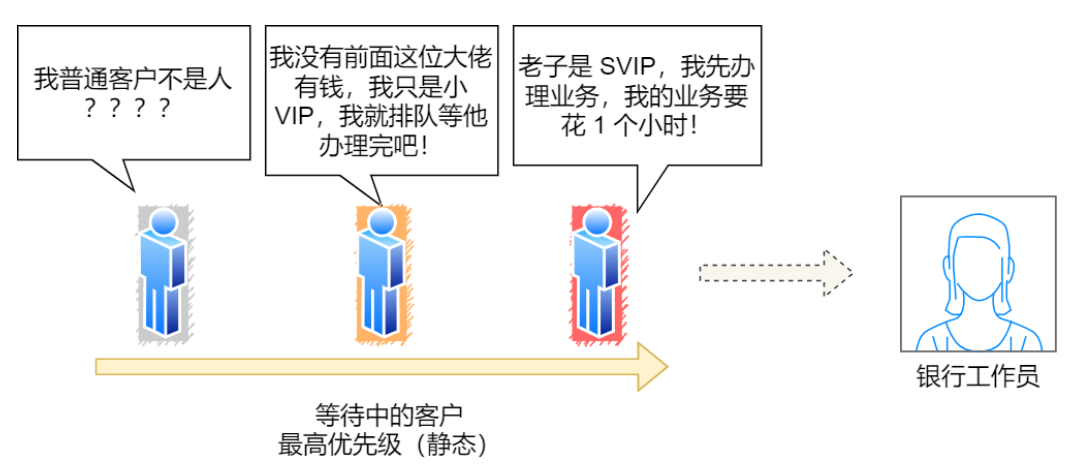 我普通客户不是人
？？？？
我没有前面这位大佬
有钱，我只是小
VIP，我就排队等他
办理完吧！
老子是 SVIP，我先办
理业务，我的业务要
花 1 个小时！
银行工作员
等待中的客户
最高优先级（静态）